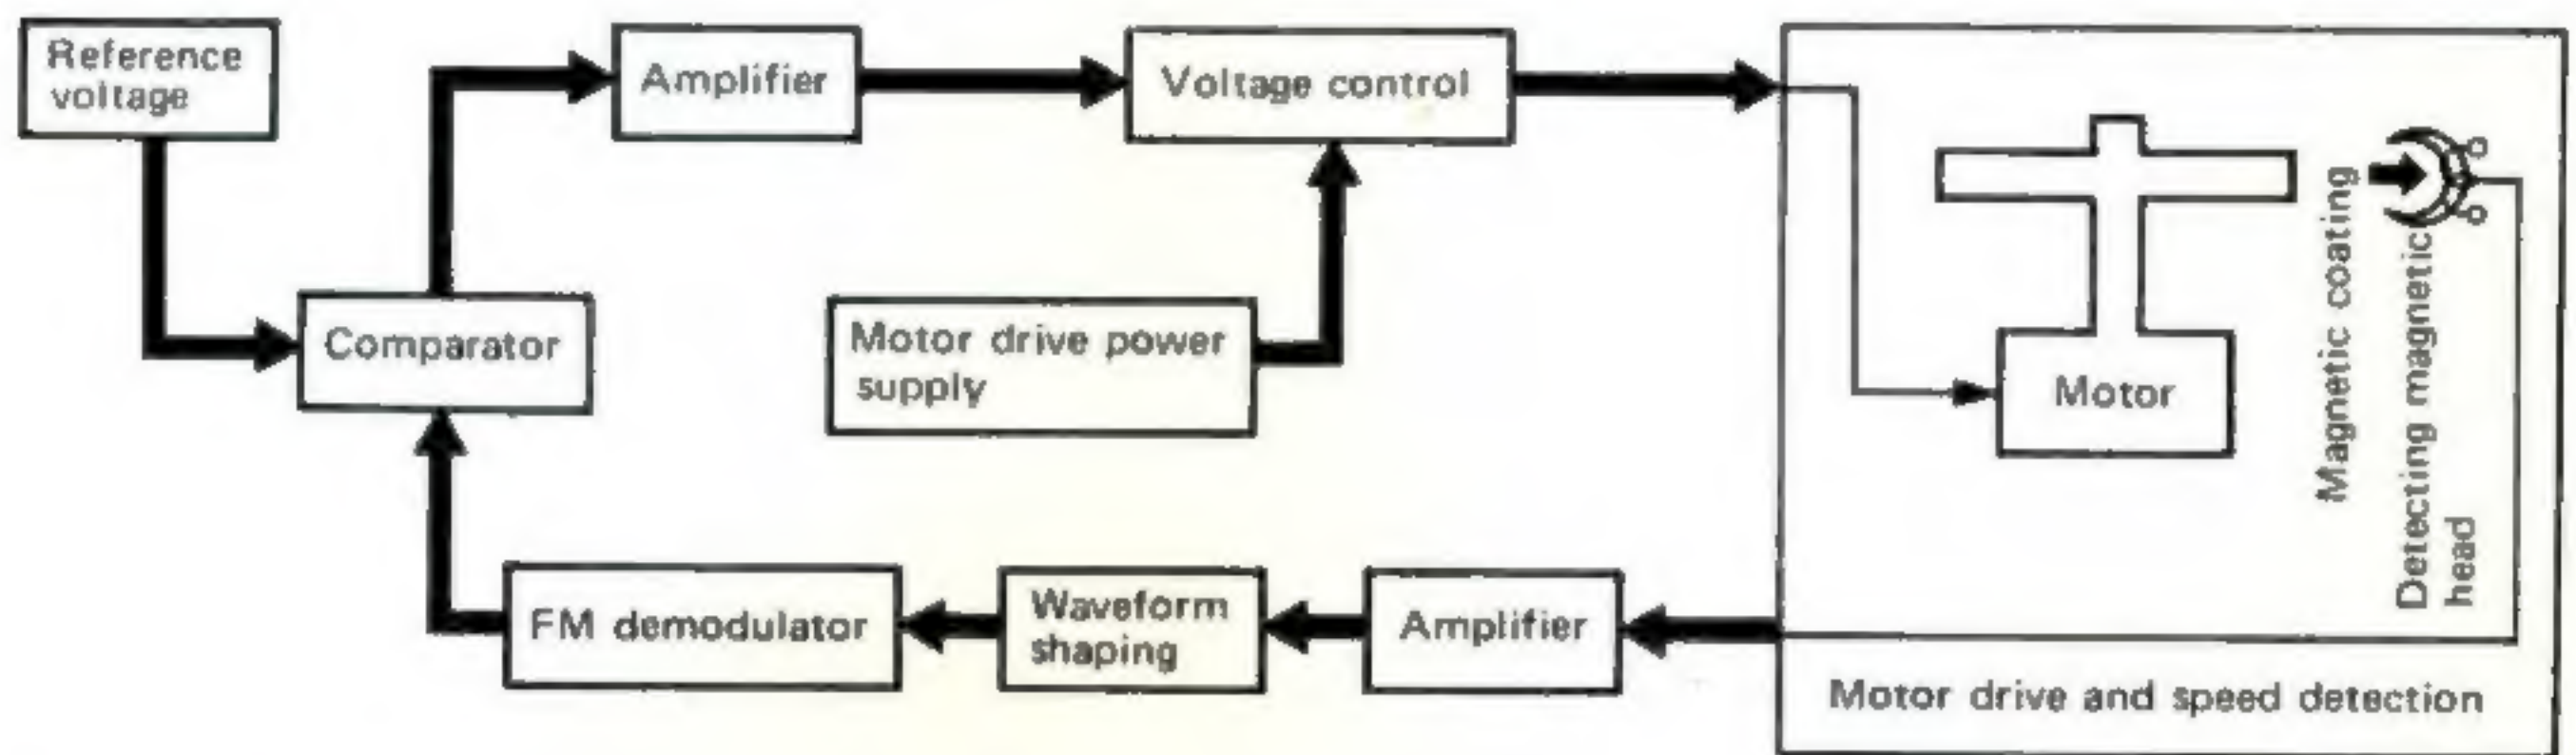 Reference
voltage
Amplifier
Voltage control
Comparator
Motor drive power
supply
Motor
Magnetic coating
Detecting magnetic
head
FM demodulator
Waveform
shaping
Amplifier
Motor drive and speed detection